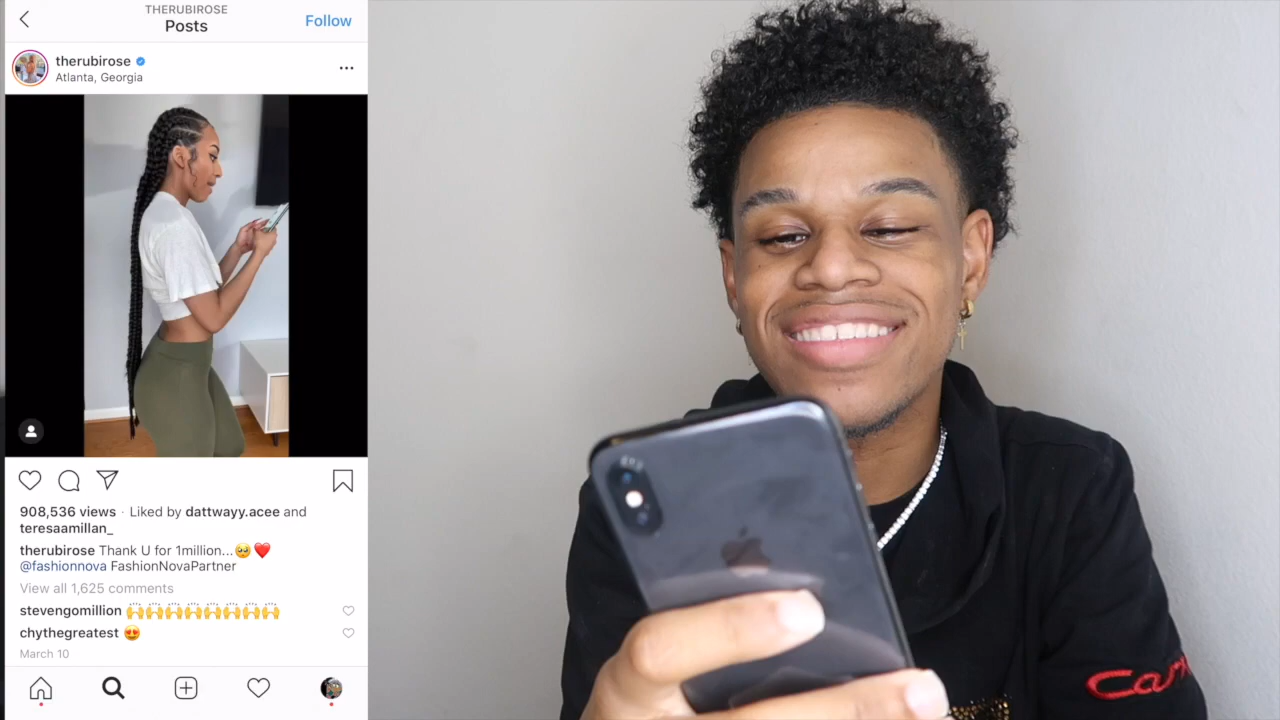 THERUBIROSE
Posts
Follow
therubirose
Atlanta, Georgia
908,536 views · Liked by dattwayy.acee and
teresaamillan_
therubirose Thank U for 1million...🥺❤️
@fashionnova FashionNovaPartner
View all 1,625 comments
stevengomillion 🙌🙌🙌🙌🙌🙌🙌🙌
chythegreatest 😍
March 10